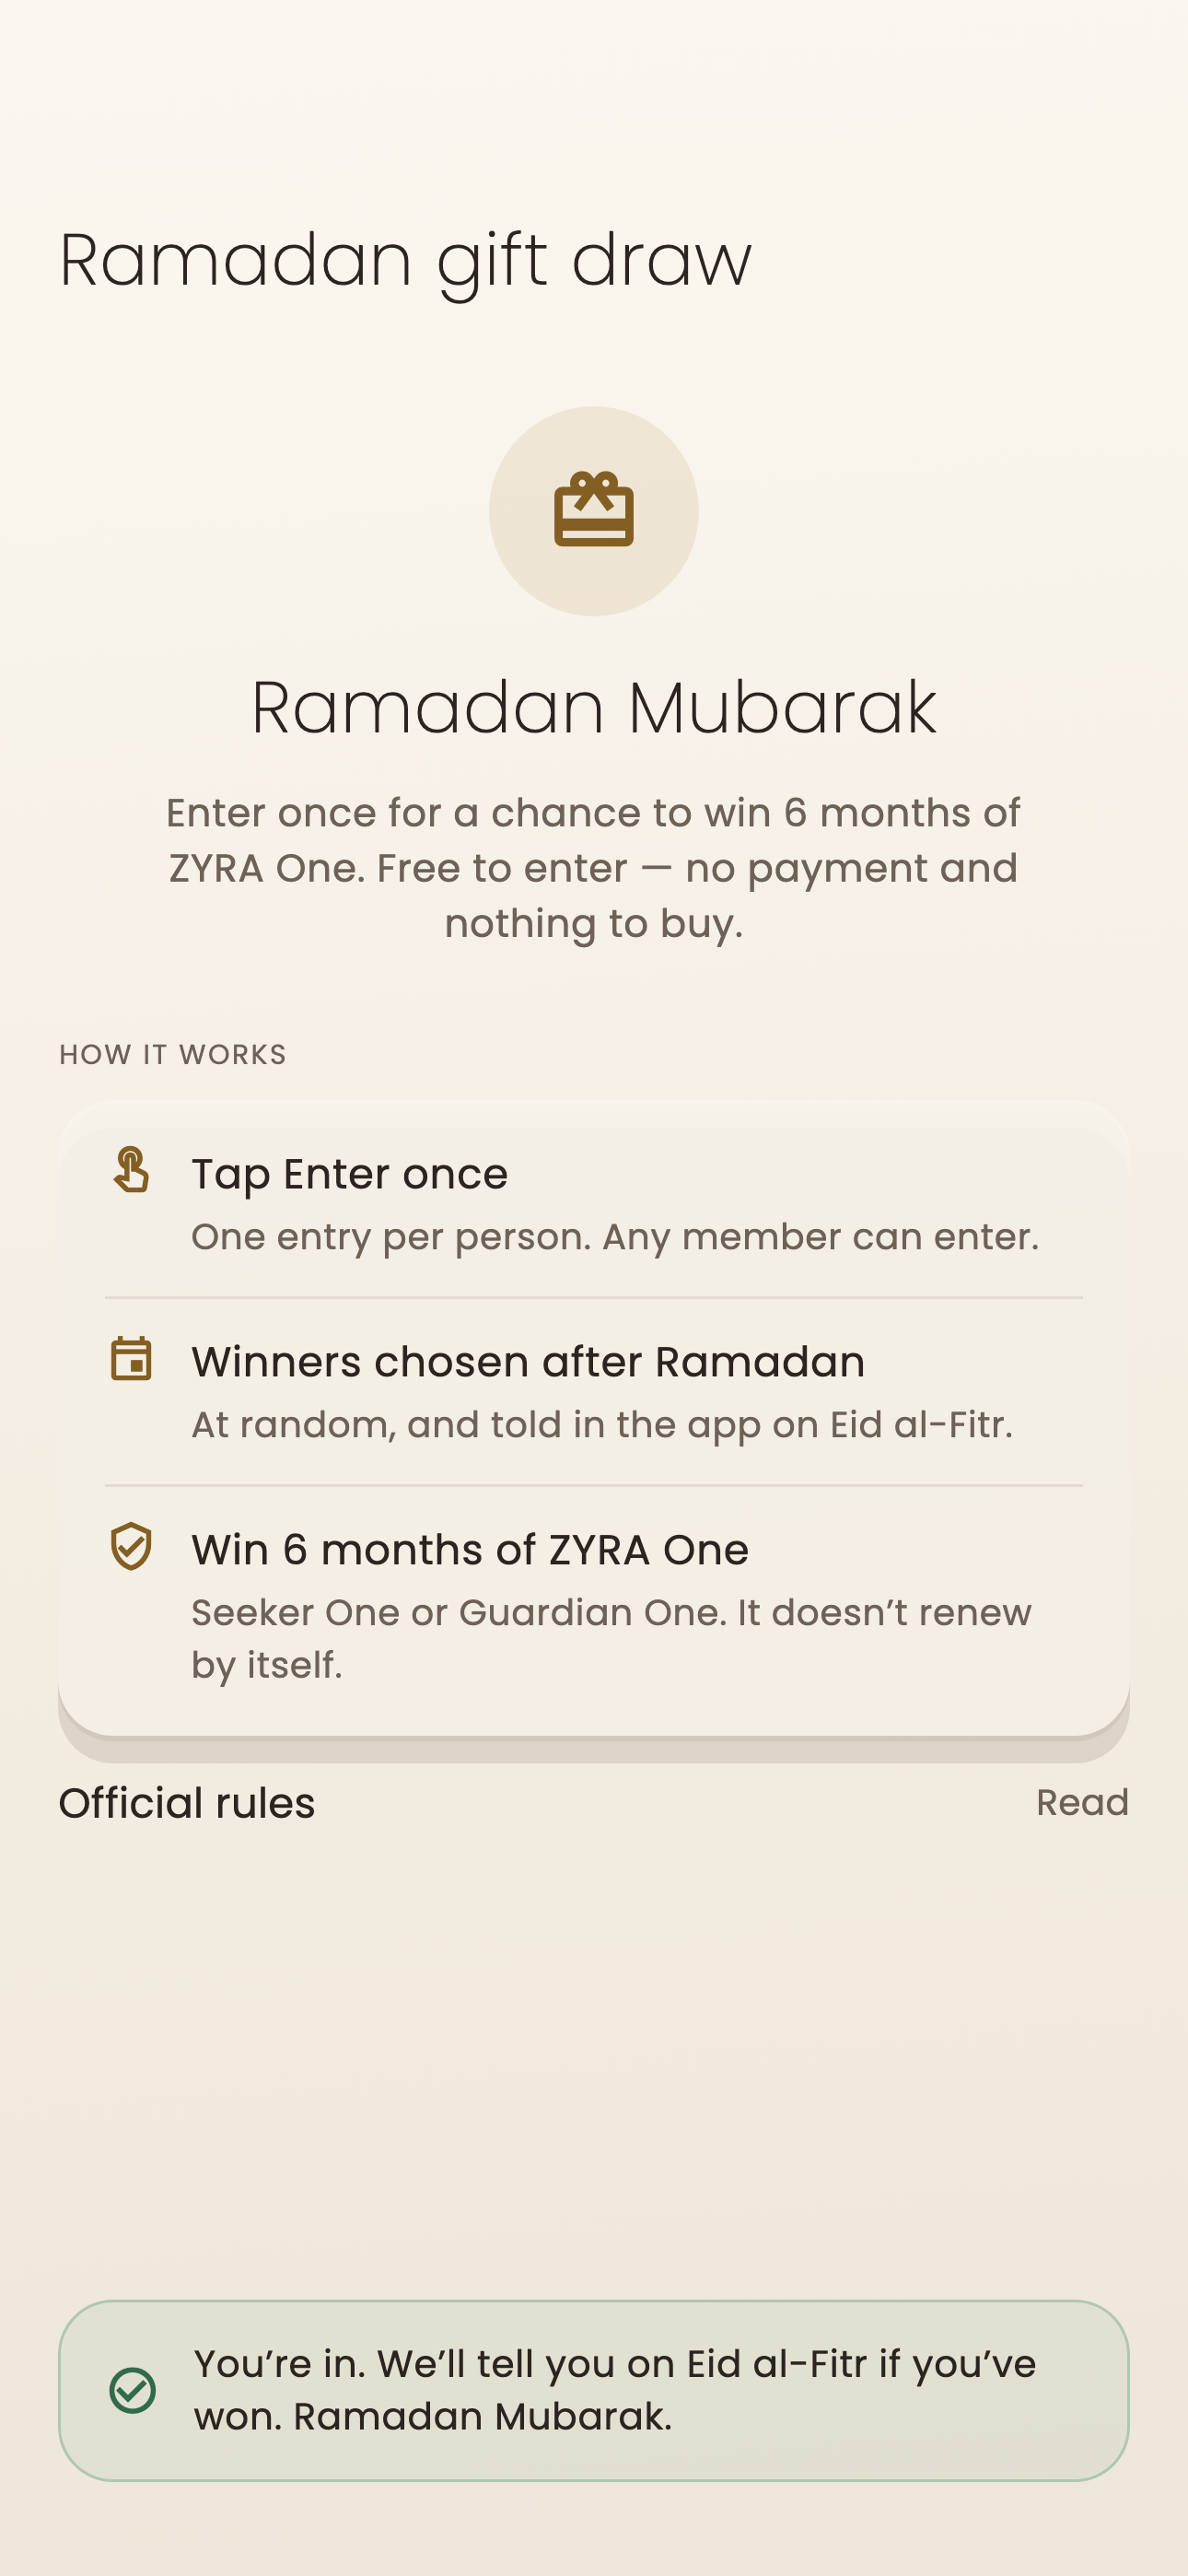 Ramadan gift draw
Ramadan Mubarak
Enter once for a chance to win 6 months of
ZYRA One. Free to enter — no payment and
nothing to buy.
HOW IT WORKS
Tap Enter once
One entry per person. Any member can enter.
Winners chosen after Ramadan
At random, and told in the app on Eid al-Fitr.
Win 6 months of ZYRA One
Seeker One or Guardian One. It doesn’t renew
by itself.
Official rules
Read
You’re in. We’ll tell you on Eid al-Fitr if you’ve
won. Ramadan Mubarak.